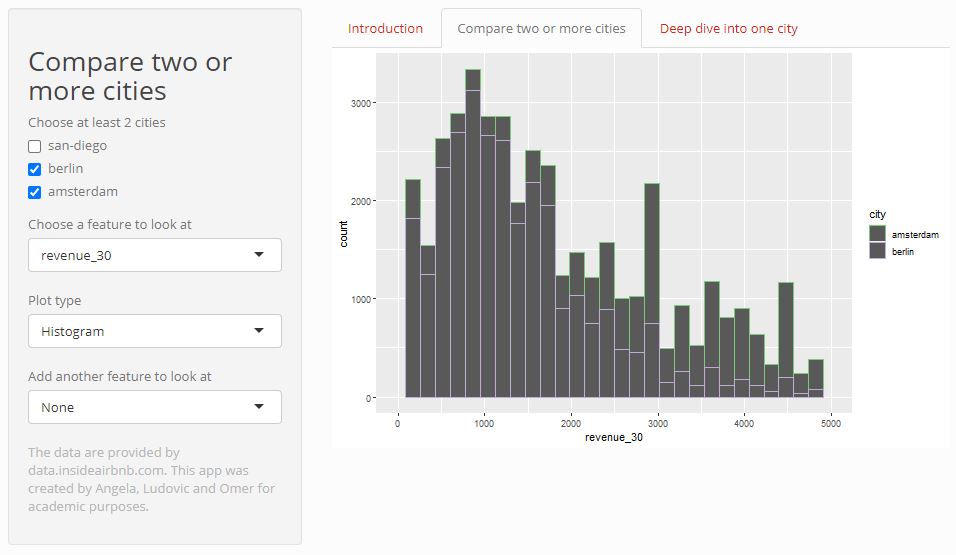 Compare two or
more cities
Choose at least 2 cities
san-diego
berlin
amsterdam
Choose a feature to look at
revenue_30
Plot type
Histogram
Add another feature to look at
None
The data are provided by
data.insideairbnb.com. This app was
created by Angela, Ludovic and Omer for
academic purposes.
Introduction
Compare two or more cities
Deep dive into one city
3000
2000
1000
0
count
0
1000
2000
3000
4000
5000
revenue_30
city
amsterdam
berlin